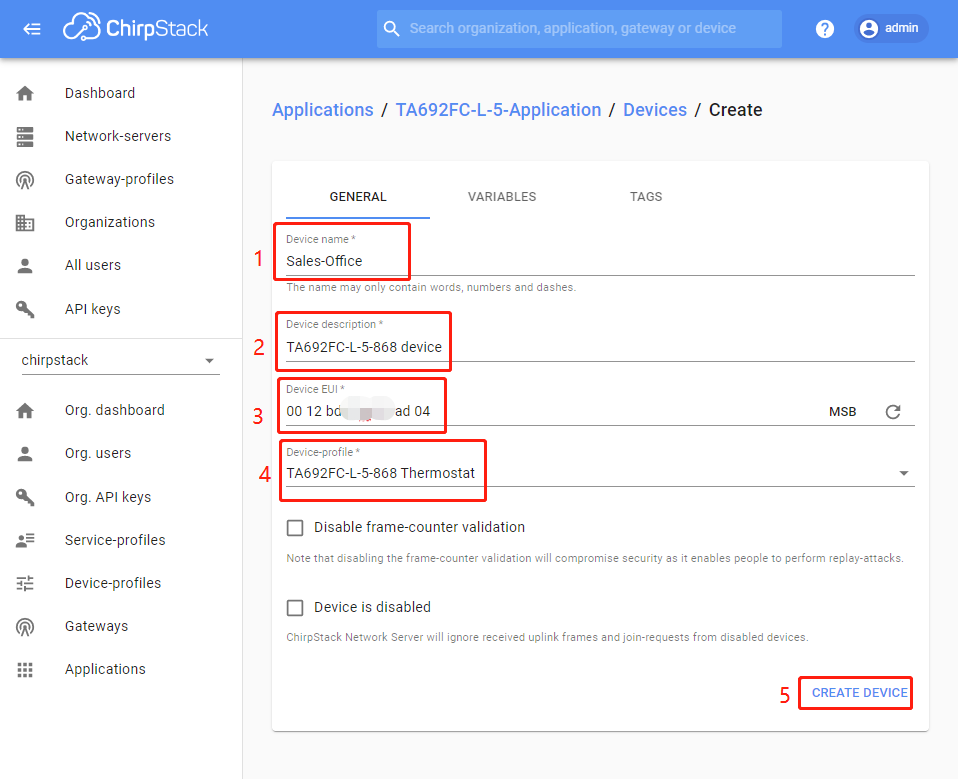 ChirpStack
Search organization, application, gateway or device
? admin
Dashboard
Network-servers
Gateway-profiles
Organizations
All users
API keys
chirpstack
Org. dashboard
Org. users
Org. API keys
Service-profiles
Device-profiles
Gateways
Applications
Applications / TA692FC-L-5-Application / Devices / Create
GENERAL VARIABLES TAGS
1
Device name *
Sales-Office
The name may only contain words, numbers and dashes.
2
Device description *
TA692FC-L-5-868 device
3
Device EUI *
00 12 bd ad 04 MSB
4
Device-profile *
TA692FC-L-5-868 Thermostat
Disable frame-counter validation
Note that disabling the frame-counter validation will compromise security as it enables people to perform replay-attacks.
Device is disabled
ChirpStack Network Server will ignore received uplink frames and join-requests from disabled devices.
5 CREATE DEVICE